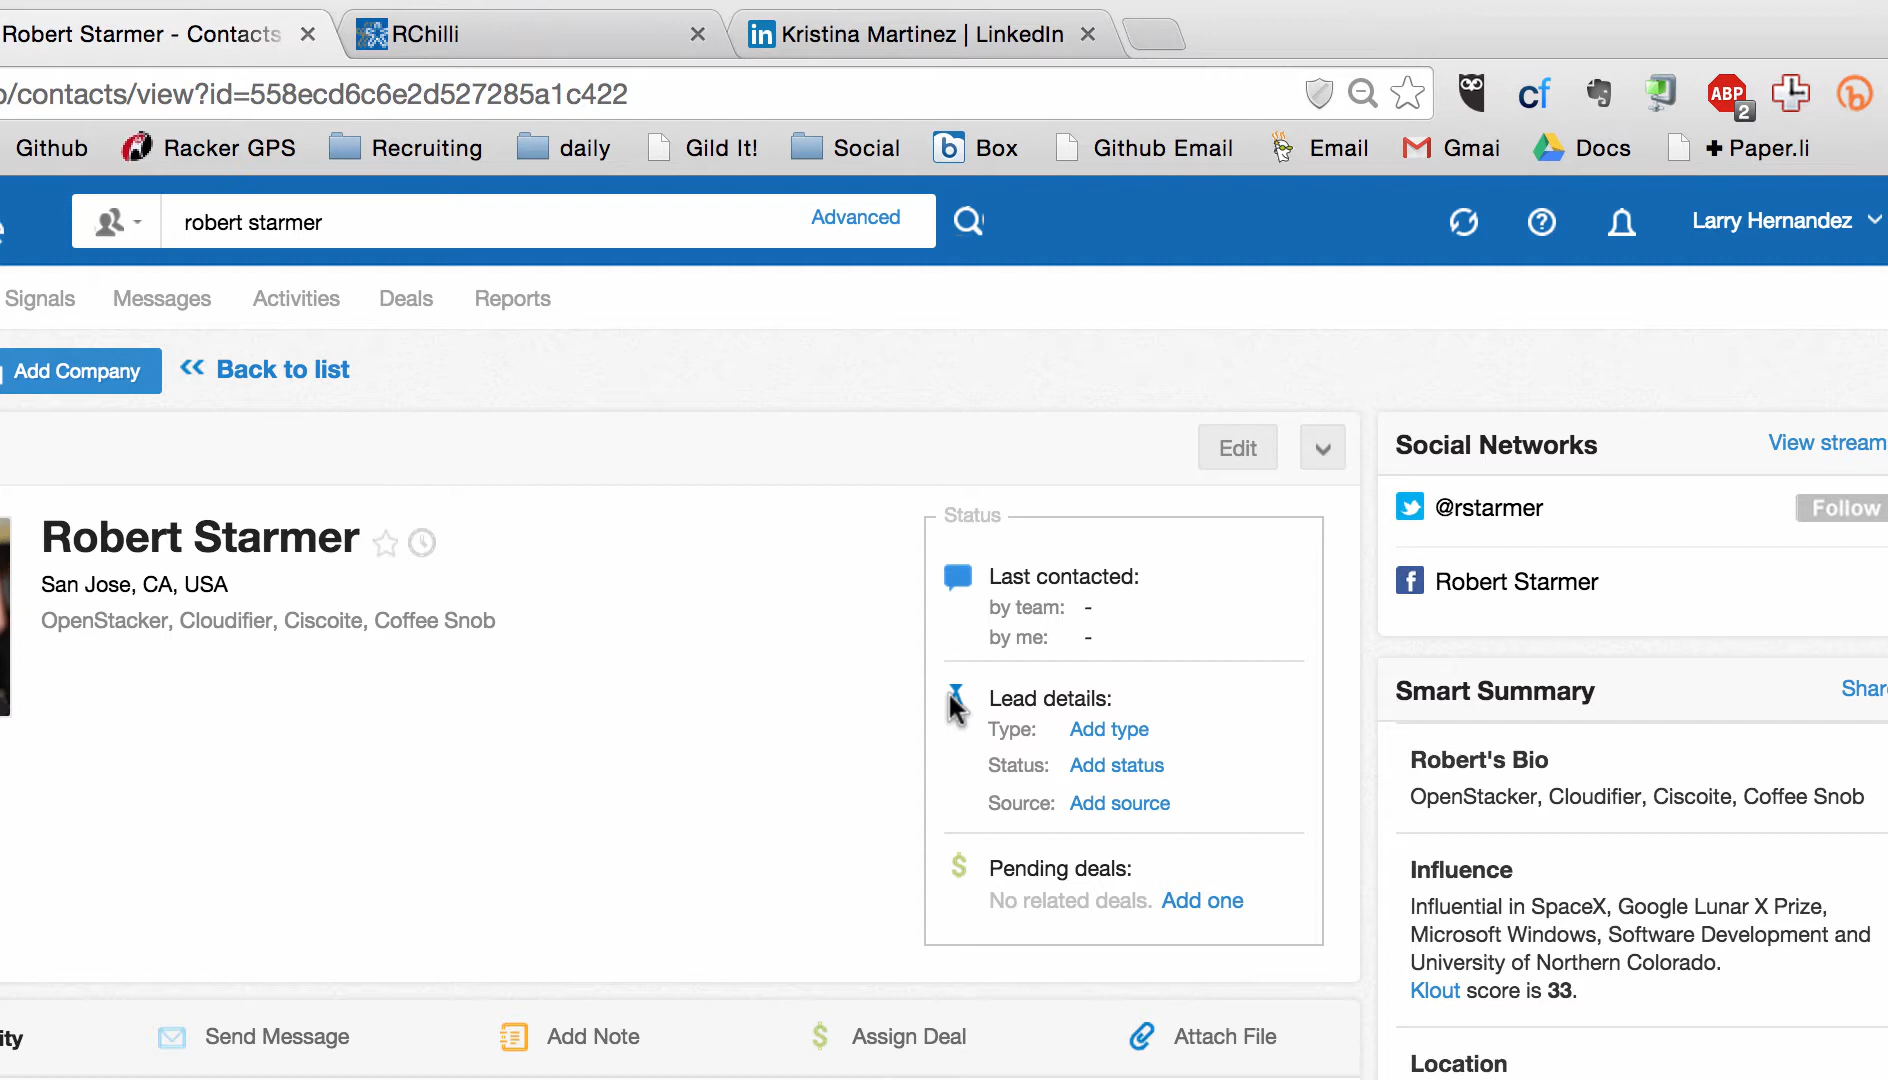 Robert Starmer - Contacts
RChilli
in Kristina Martinez | LinkedIn
o/contacts/view?id=558ecd6c6e2d527285a1c422
cf
ABP
2
b
Github
Racker GPS
Recruiting
daily
Gild It!
Social
b Box
Github Email
Email
Gmai
Docs
+ Paper.li
robert starmer
Advanced
Larry Hernandez
Signals
Messages
Activities
Deals
Reports
Add Company
Back to list
Edit
Robert Starmer
San Jose, CA, USA
OpenStacker, Cloudifier, Ciscoite, Coffee Snob
Status
Last contacted:
by team: -
by me: -
Lead details:
Type: Add type
Status: Add status
Source: Add source
Pending deals:
No related deals. Add one
Social Networks
View stream
@rstarmer
Follow
f Robert Starmer
Smart Summary
Shar
Robert's Bio
OpenStacker, Cloudifier, Ciscoite, Coffee Snob
Influence
Influential in SpaceX, Google Lunar X Prize,
Microsoft Windows, Software Development and
University of Northern Colorado.
Klout score is 33.
Location
ity
Send Message
Add Note
Assign Deal
Attach File